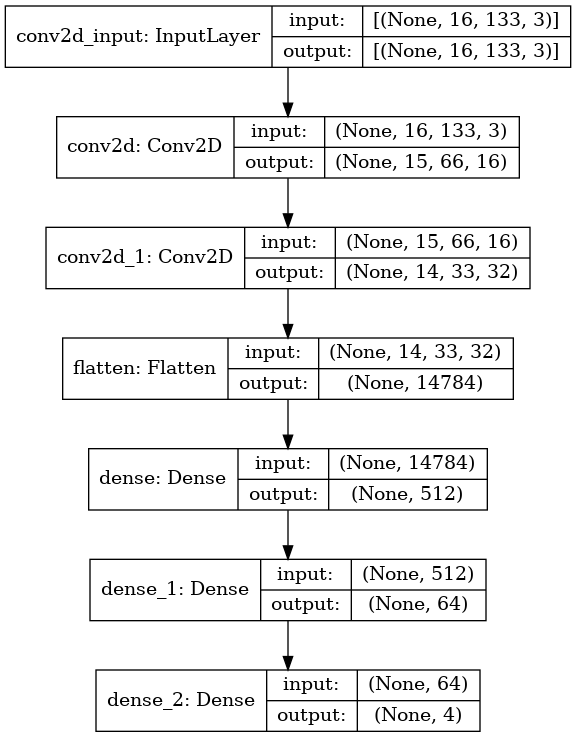 conv2d_input: InputLayer
input: [(None, 16, 133, 3)]
output: [(None, 16, 133, 3)]
conv2d: Conv2D
input: (None, 16, 133, 3)
output: (None, 15, 66, 16)
conv2d_1: Conv2D
input: (None, 15, 66, 16)
output: (None, 14, 33, 32)
flatten: Flatten
input: (None, 14, 33, 32)
output: (None, 14784)
dense: Dense
input: (None, 14784)
output: (None, 512)
dense_1: Dense
input: (None, 512)
output: (None, 64)
dense_2: Dense
input: (None, 64)
output: (None, 4)